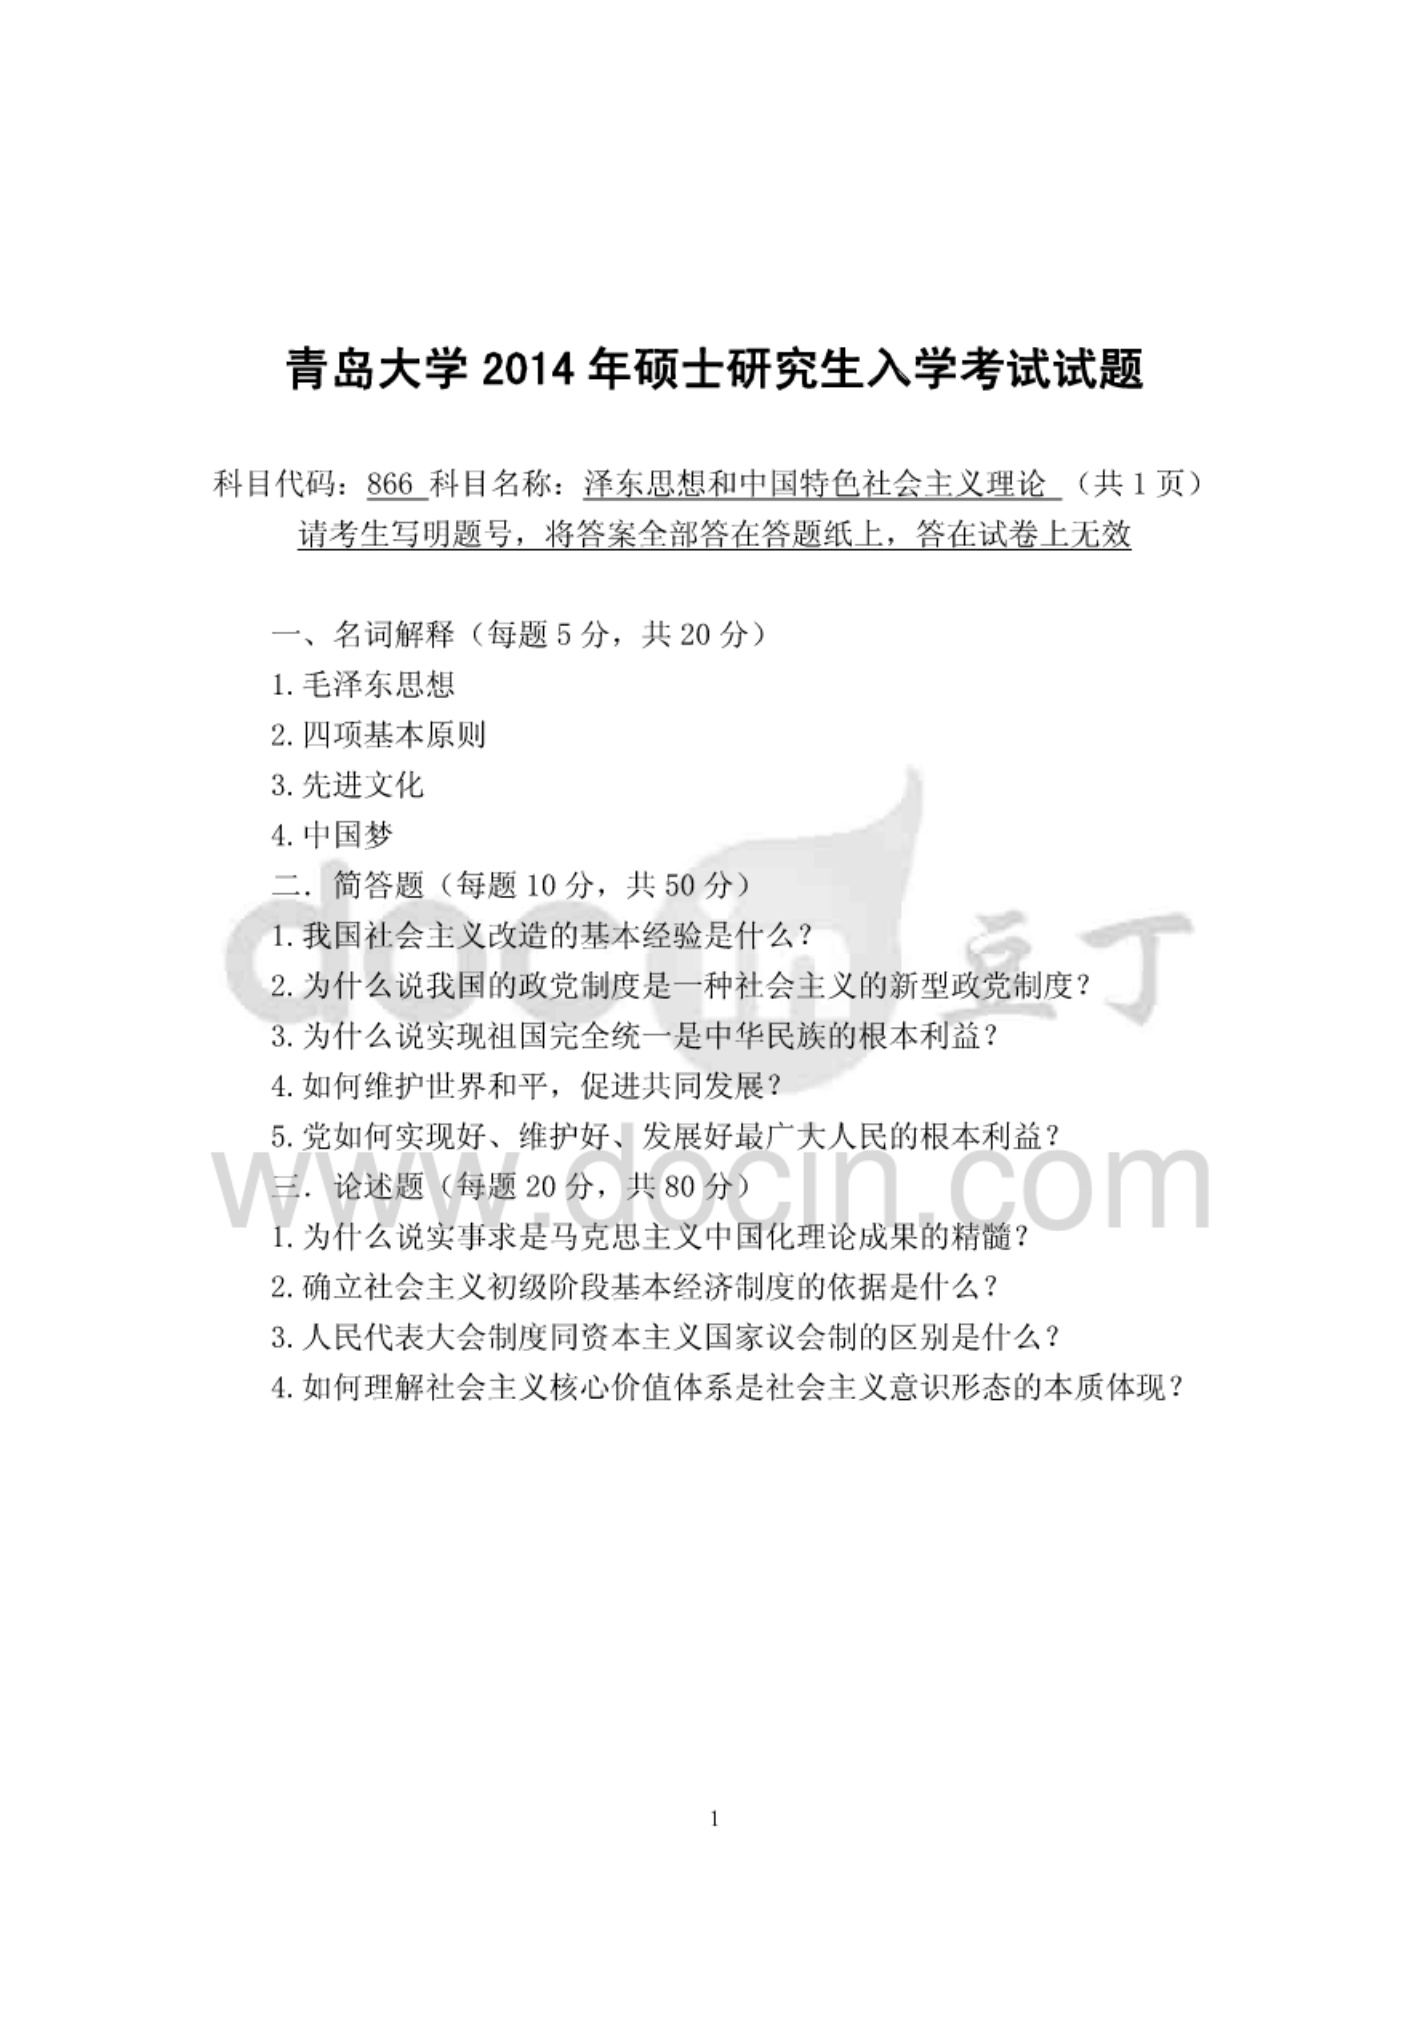 青岛大学 2014 年硕士研究生入学考试试题
科目代码：866 科目名称：泽东思想和中国特色社会主义理论 （共 1 页）
请考生写明题号，将答案全部答在答题纸上，答在试卷上无效
一、名词解释（每题 5 分，共 20 分）
1.毛泽东思想
2.四项基本原则
3.先进文化
4.中国梦
二．简答题（每题 10 分，共 50 分）
1.我国社会主义改造的基本经验是什么？
2.为什么说我国的政党制度是一种社会主义的新型政党制度？
3.为什么说实现祖国完全统一是中华民族的根本利益？
4.如何维护世界和平，促进共同发展？
5.党如何实现好、维护好、发展好最广大人民的根本利益？
三．论述题（每题 20 分，共 80 分）
1.为什么说实事求是马克思主义中国化理论成果的精髓？
2.确立社会主义初级阶段基本经济制度的依据是什么？
3.人民代表大会制度同资本主义国家议会制的区别是什么？
4.如何理解社会主义核心价值体系是社会主义意识形态的本质体现？
docin 豆丁
www.docin.com
1